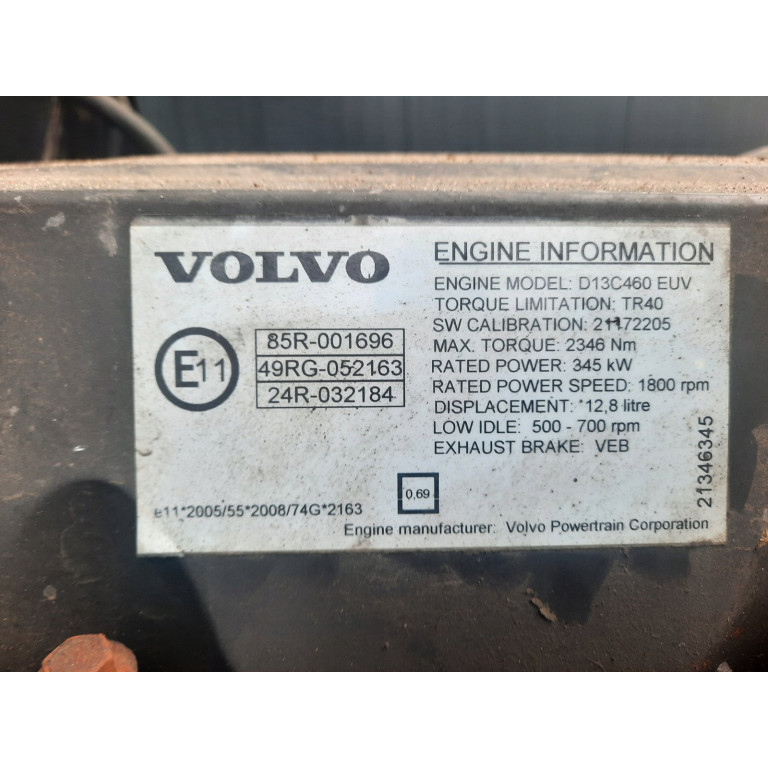 VOLVO
E11
85R-001696
49RG-052163
24R-032184
ENGINE INFORMATION
ENGINE MODEL: D13C460 EUV
TORQUE LIMITATION: TR40
SW CALIBRATION: 21172205
MAX. TORQUE: 2346 Nm
RATED POWER: 345 kW
RATED POWER SPEED: 1800 rpm
DISPLACEMENT: 12,8 litre
LOW IDLE: 500 - 700 rpm
EXHAUST BRAKE: VEB
21346345
0,69
e11*2005/55*2008/74G*2163
Engine manufacturer: Volvo Powertrain Corporation